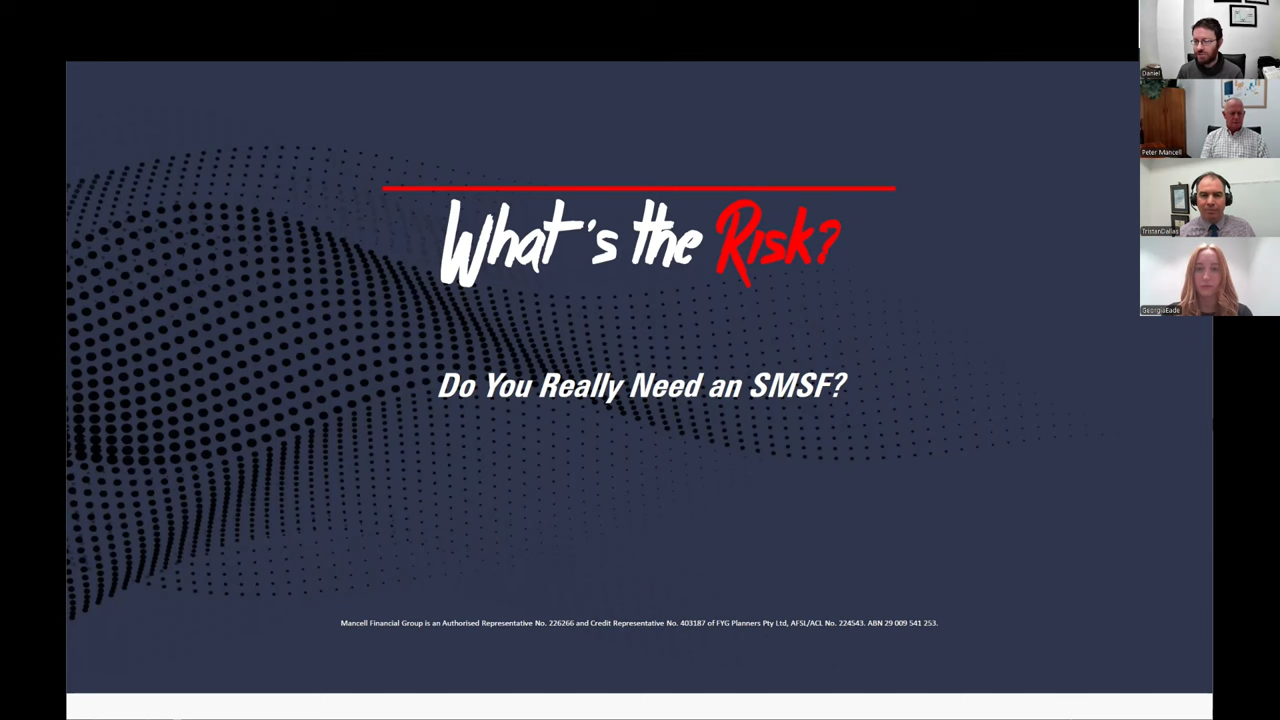 Daniel
Peter Mancell
TristanDallas
GeorgiaEade
What's the Risk?
Do You Really Need an SMSF?
Mancell Financial Group is an Authorised Representative No. 226266 and Credit Representative No. 403187 of FYG Planners Pty Ltd, AFSL/ACL No. 224543. ABN 29 009 541 253.